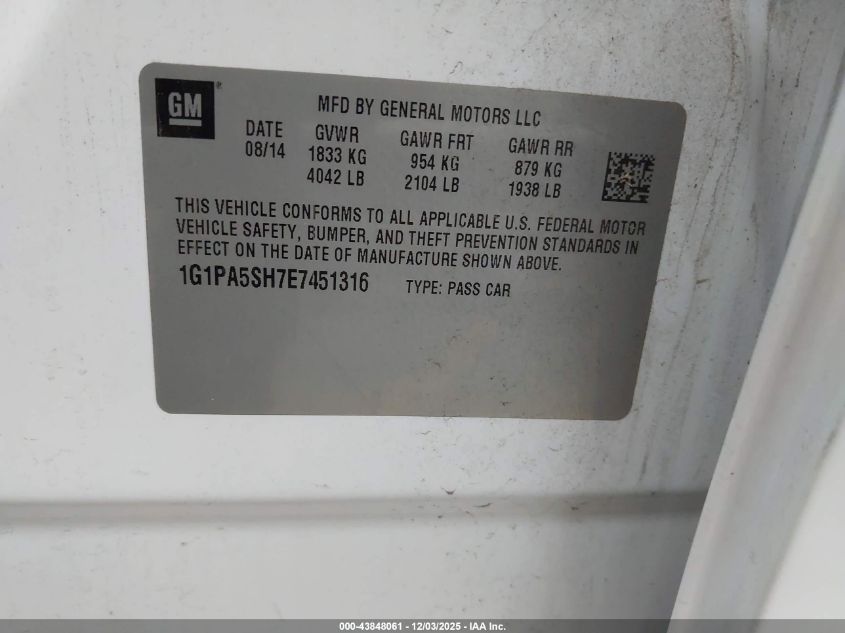 GM ®
MFD BY GENERAL MOTORS LLC
DATE GVWR GAWR FRT GAWR RR
08/14 1833 KG 954 KG 879 KG
4042 LB 2104 LB 1938 LB
THIS VEHICLE CONFORMS TO ALL APPLICABLE U.S. FEDERAL MOTOR
VEHICLE SAFETY, BUMPER, AND THEFT PREVENTION STANDARDS IN
EFFECT ON THE DATE OF MANUFACTURE SHOWN ABOVE.
1G1PA5SH7E7451316 TYPE: PASS CAR
000-43848061 - 12/03/2025 - IAA Inc.